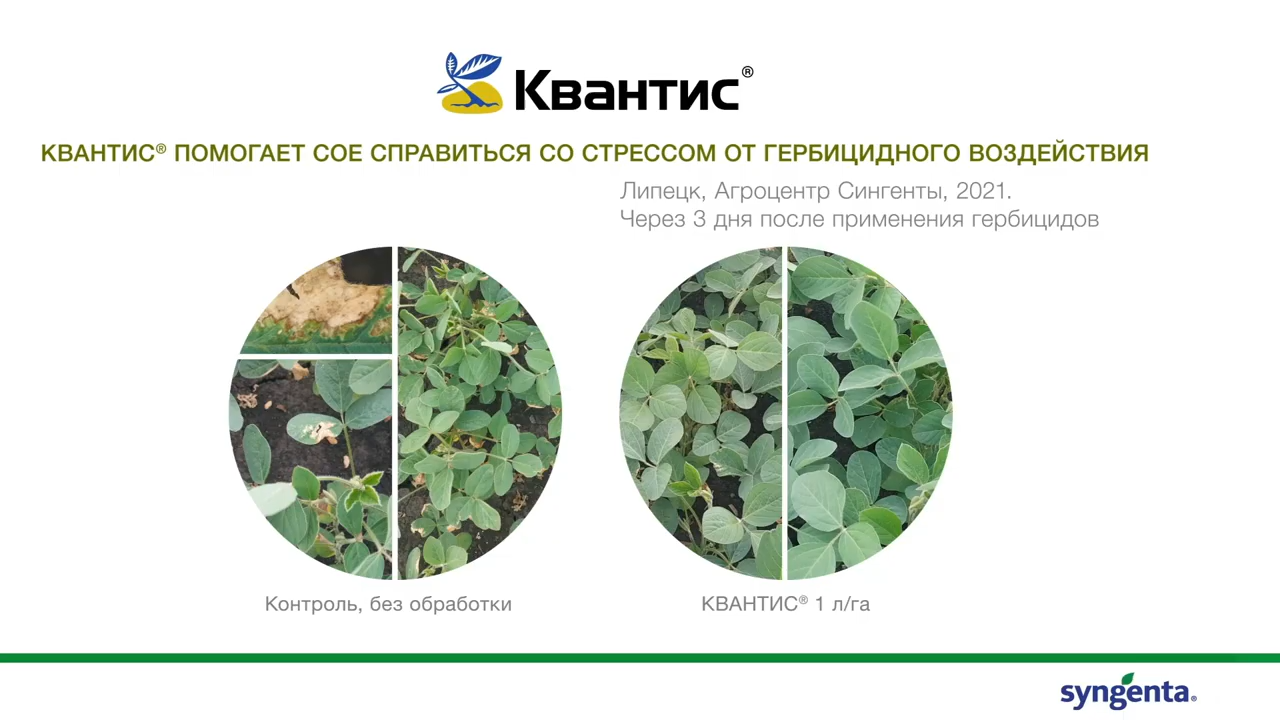 Квантис®
КВАНТИС® ПОМОГАЕТ СОЕ СПРАВИТЬСЯ СО СТРЕССОМ ОТ ГЕРБИЦИДНОГО ВОЗДЕЙСТВИЯ
Липецк, Агроцентр Сингенты, 2021.
Через 3 дня после применения гербицидов
Контроль, без обработки
КВАНТИС® 1 л/га
syngenta®